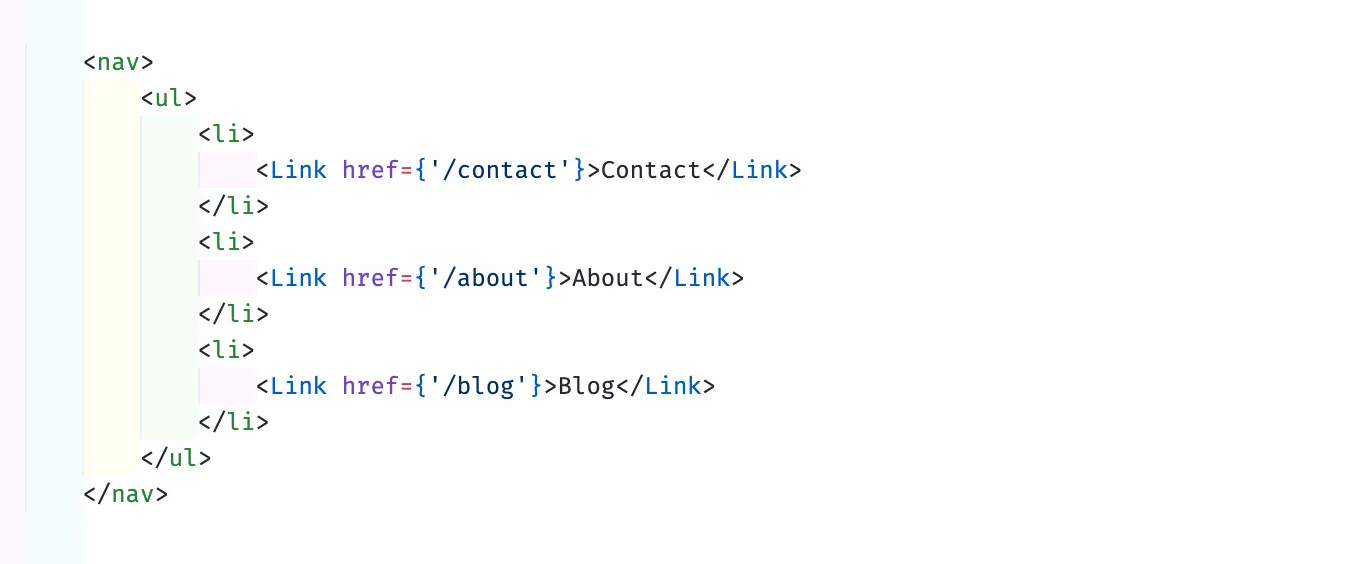 <nav>
<ul>
<li>
<Link href={'/contact'}>Contact</Link>
</li>
<li>
<Link href={'/about'}>About</Link>
</li>
<li>
<Link href={'/blog'}>Blog</Link>
</li>
</ul>
</nav>